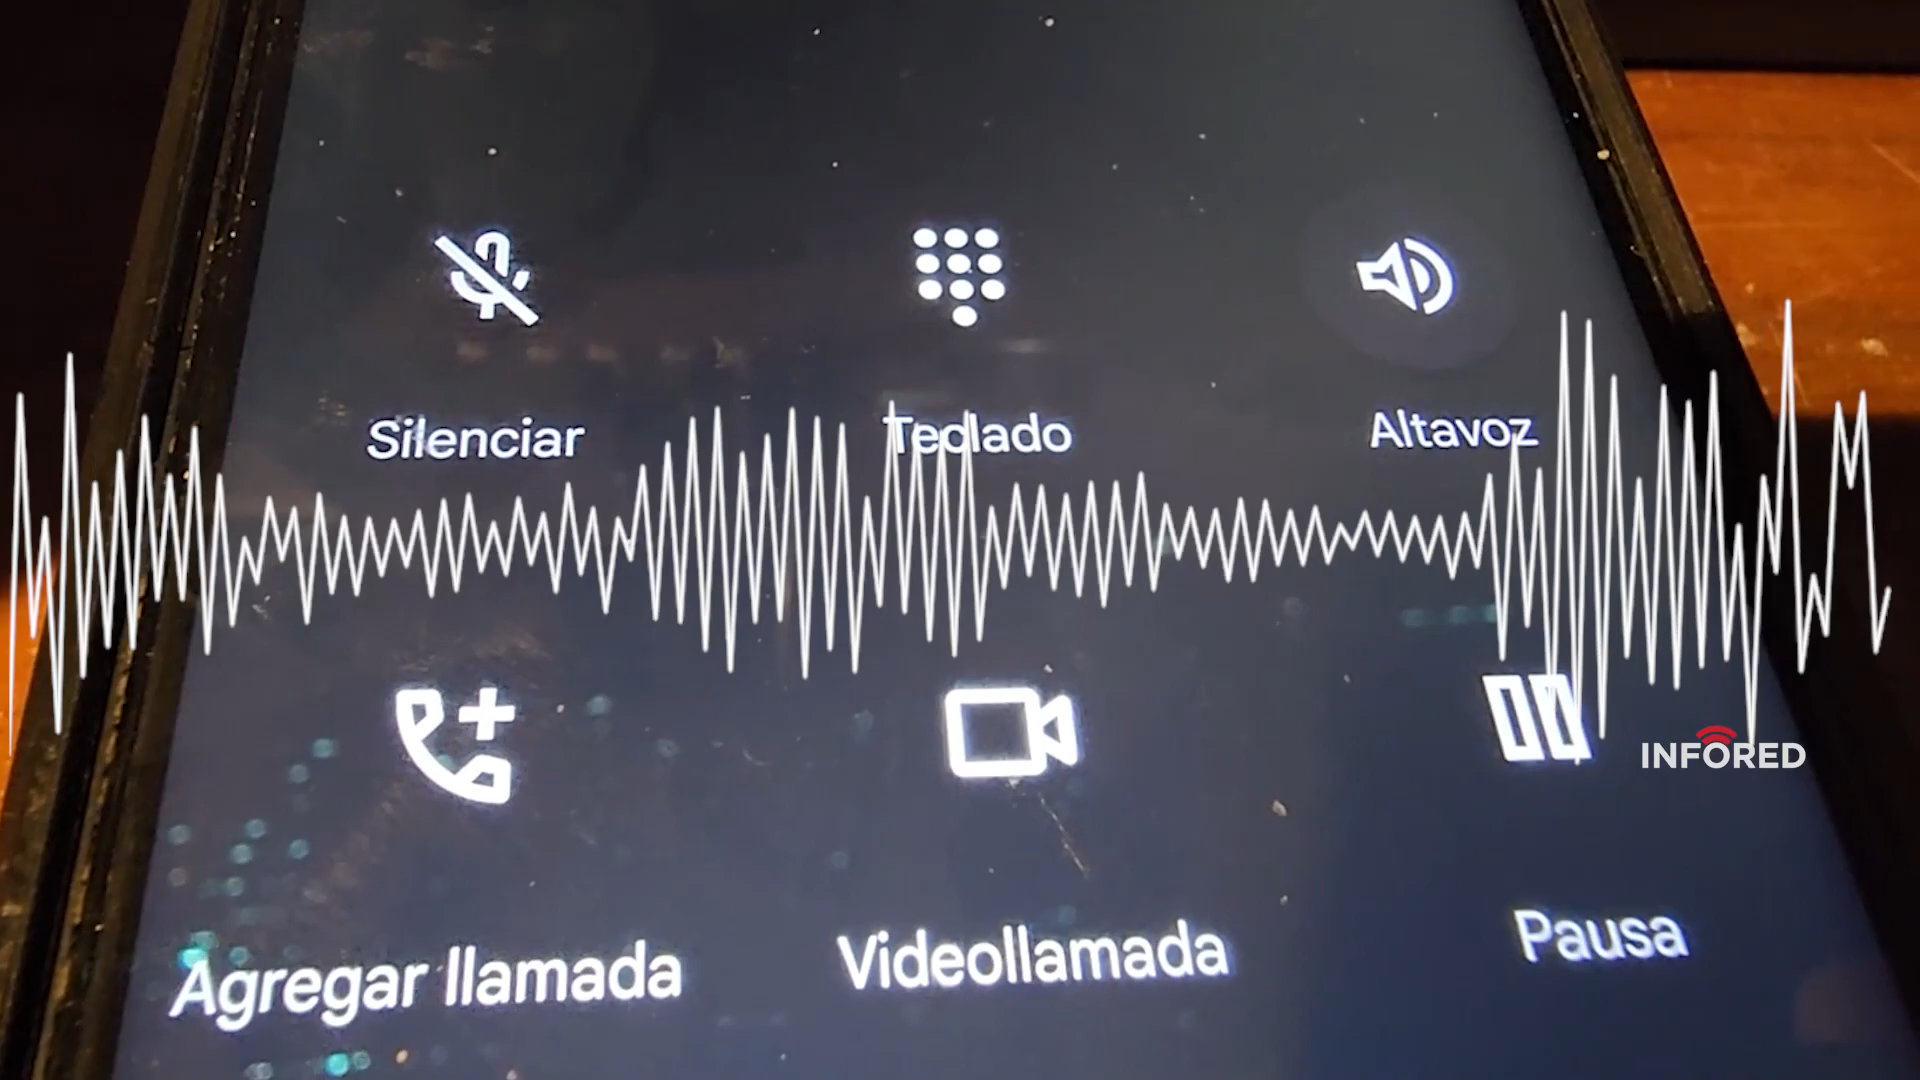 Silenciar
Teclado
Altavoz
Agregar llamada
Videollamada
Pausa
INFORED